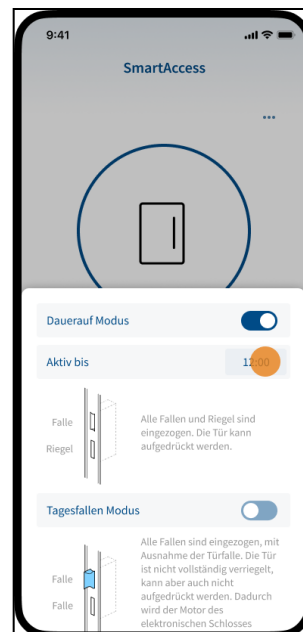 9:41
SmartAccess
Dauerauf Modus
Aktiv bis
12:00
Falle
Riegel
Alle Fallen und Riegel sind
eingezogen. Die Tür kann
aufgedrückt werden.
Tagesfallen Modus
Falle
Falle
Alle Fallen sind eingezogen, mit
Ausnahme der Türfalle. Die Tür
ist nicht vollständig verriegelt,
kann aber auch nicht
aufgedrückt werden. Dadurch
wird der Motor des
elektronischen Schlosses